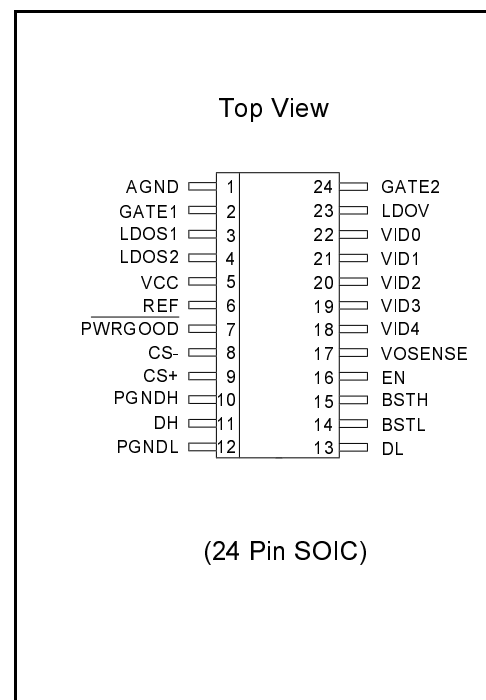 Top View
AGND 1 24 GATE2
GATE1 2 23 LDOV
LDOS1 3 22 VID0
LDOS2 4 21 VID1
VCC 5 20 VID2
REF 6 19 VID3
PWRGOOD 7 18 VID4
CS- 8 17 VOSENSE
CS+ 9 16 EN
PGNDH 10 15 BSTH
DH 11 14 BSTL
PGNDL 12 13 DL
(24 Pin SOIC)